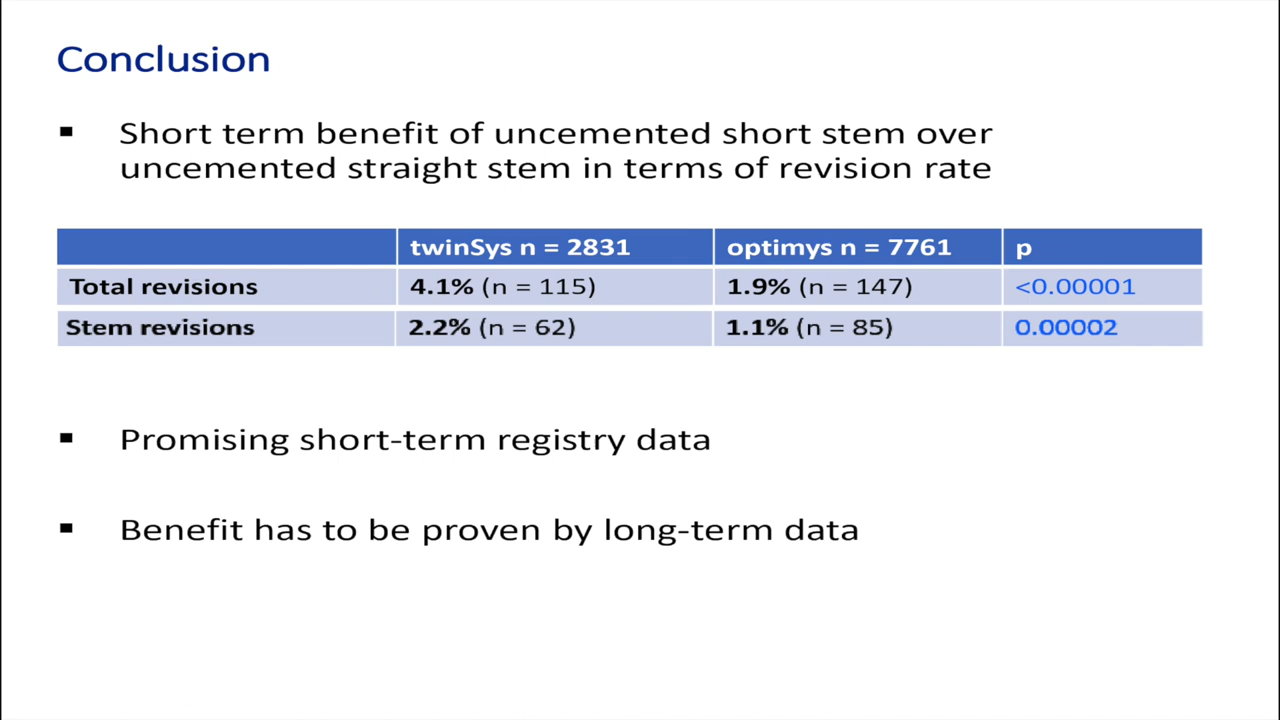 Conclusion
▪ Short term benefit of uncemented short stem over
uncemented straight stem in terms of revision rate
twinSys n = 2831 optimys n = 7761 p
Total revisions 4.1% (n = 115) 1.9% (n = 147) <0.00001
Stem revisions 2.2% (n = 62) 1.1% (n = 85) 0.00002
▪ Promising short-term registry data
▪ Benefit has to be proven by long-term data